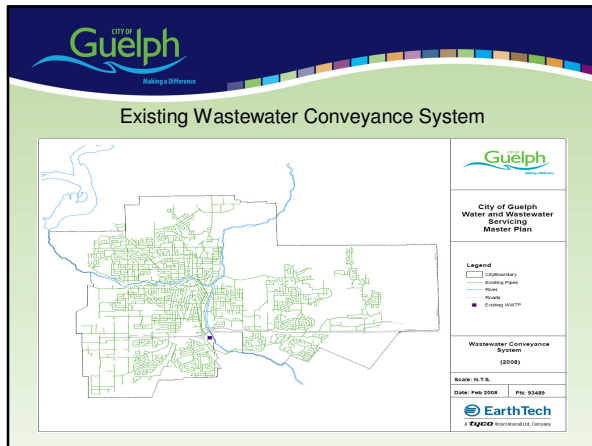 CITY OF
Guelph
Making a Difference
Existing Wastewater Conveyance System
CITY OF
Guelph
Making a Difference
City of Guelph
Water and Wastewater
Servicing
Master Plan
Legend
CityBoundary
Existing Pipes
River
Roads
Existing WWTP
Wastewater Conveyance
System
(2008)
Scale: N.T.S.
Date: Feb 2008 PN: 93489
EarthTech
A tyco International Ltd. Company